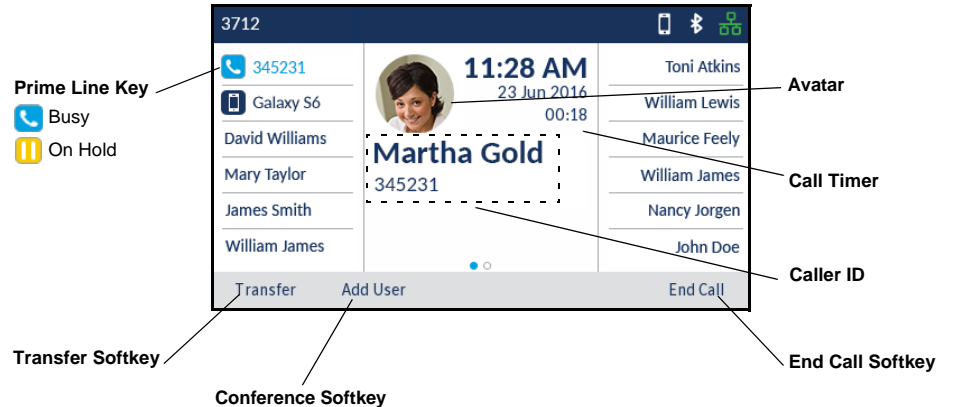 3712
Prime Line Key
Busy
On Hold
345231
Galaxy S6
David Williams
Mary Taylor
James Smith
William James
11:28 AM
23 Jun 2016
00:18
Martha Gold
345231
Toni Atkins
William Lewis
Maurice Feely
William James
Nancy Jorgen
John Doe
Avatar
Call Timer
Caller ID
Transfer
Add User
End Call
Transfer Softkey
Conference Softkey
End Call Softkey